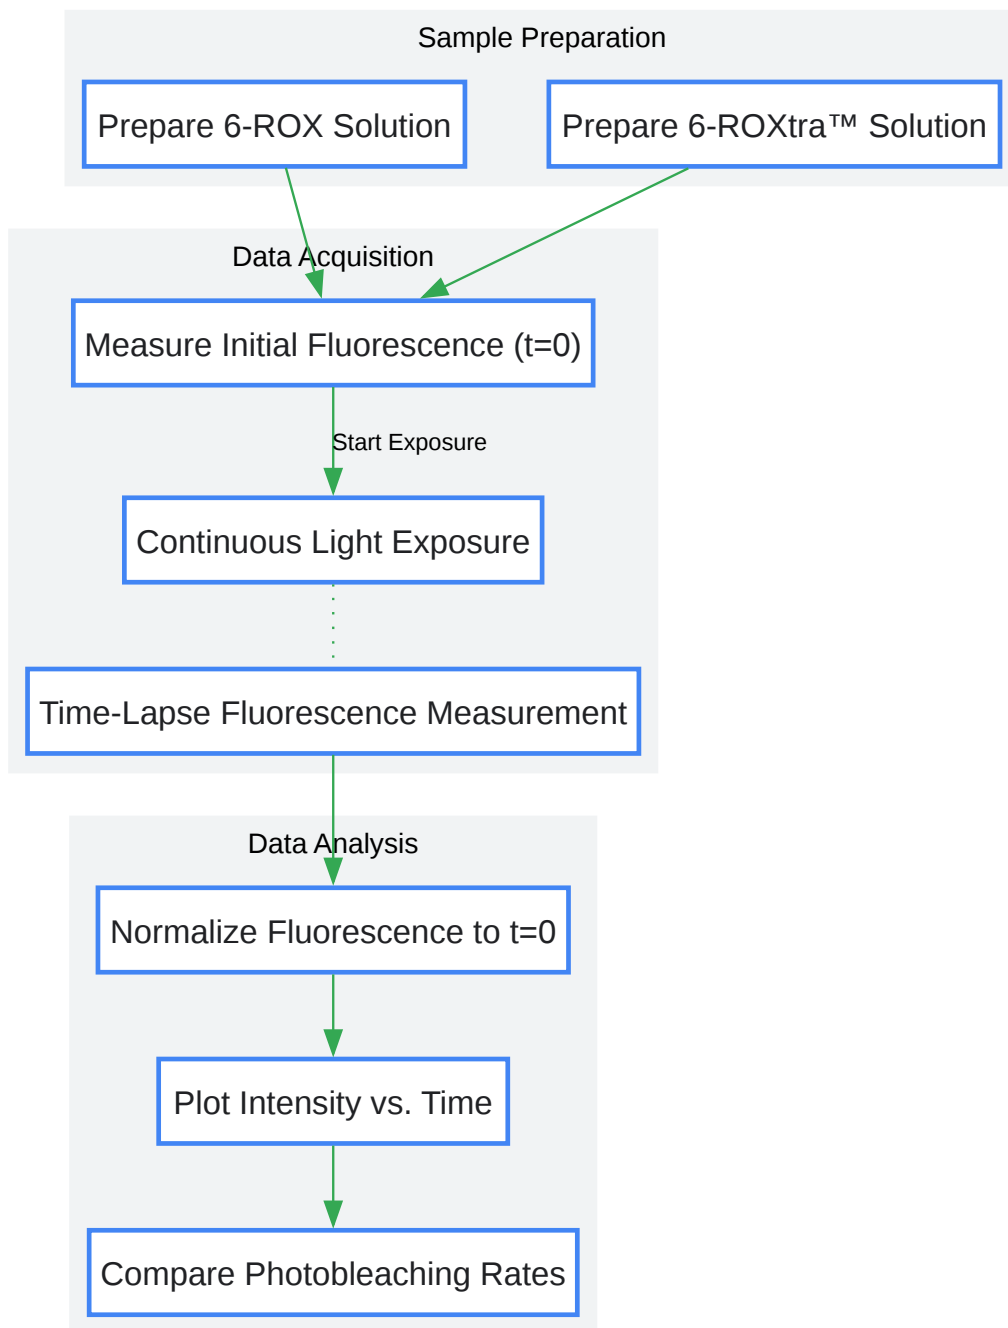 Sample Preparation
Prepare 6-ROX Solution
Prepare 6-ROXtra™ Solution
Data Acquisition
Measure Initial Fluorescence (t=0)
Start Exposure
Continuous Light Exposure
Time-Lapse Fluorescence Measurement
Data Analysis
Normalize Fluorescence to t=0
Plot Intensity vs. Time
Compare Photobleaching Rates